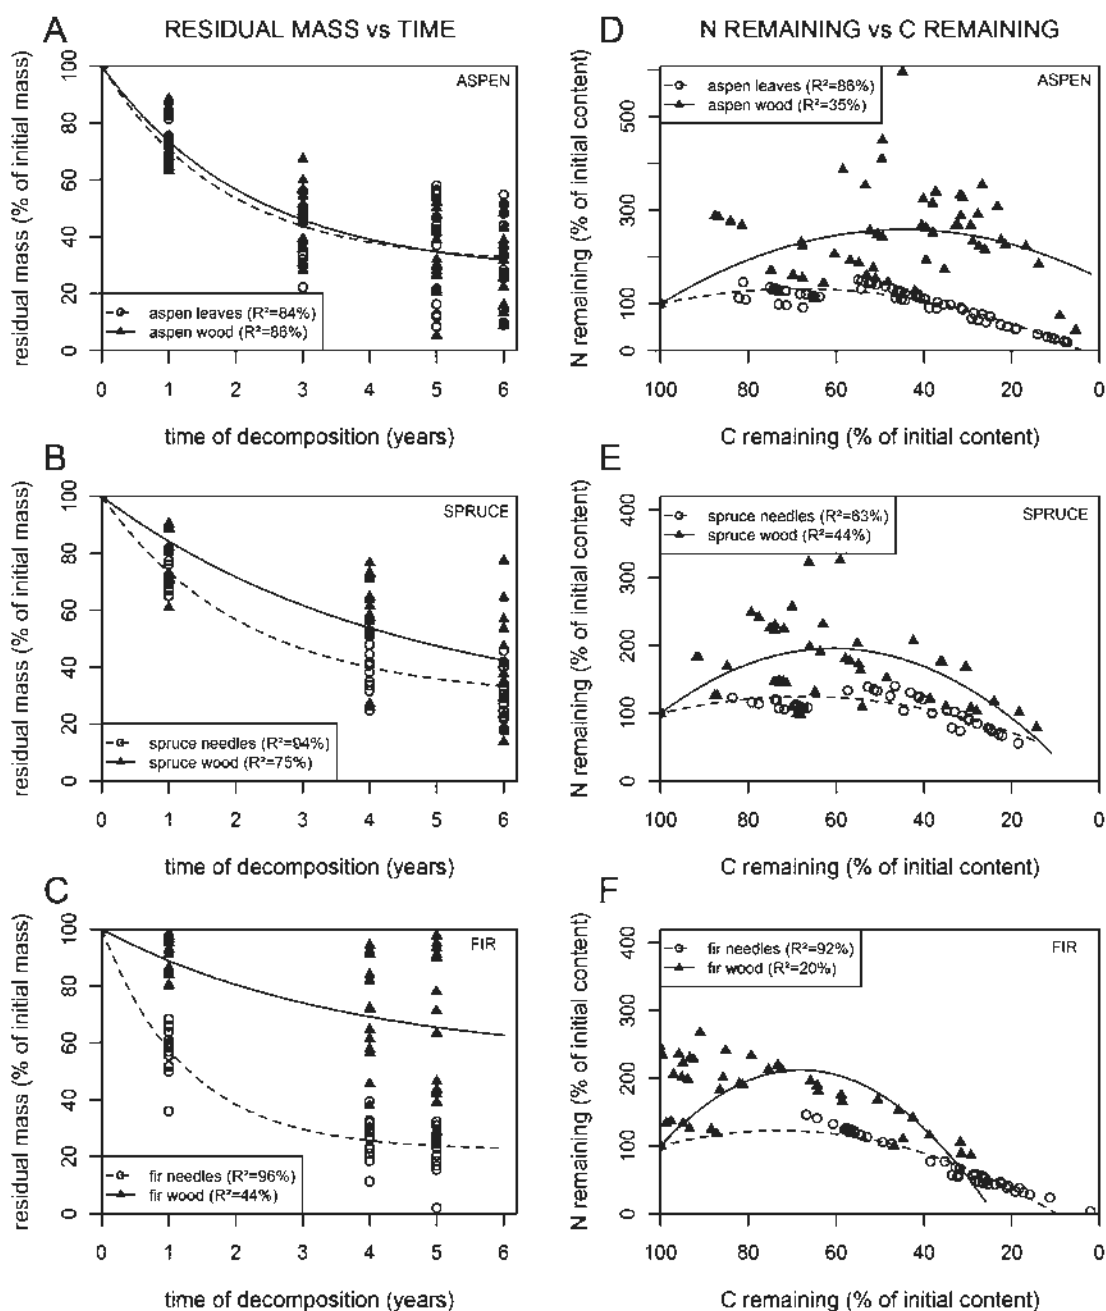 A RESIDUAL MASS vs TIME
residual mass (% of initial mass)
100
80
60
40
20
0
ASPEN
aspen leaves (R²=84%)
aspen wood (R²=86%)
0 1 2 3 4 5 6
time of decomposition (years)
D N REMAINING vs C REMAINING
N remaining (% of initial content)
500
300
100
0
ASPEN
aspen leaves (R²=86%)
aspen wood (R²=35%)
100 80 60 40 20 0
C remaining (% of initial content)
B
residual mass (% of initial mass)
100
80
60
40
20
0
SPRUCE
spruce needles (R²=94%)
spruce wood (R²=75%)
0 1 2 3 4 5 6
time of decomposition (years)
E
N remaining (% of initial content)
400
300
200
100
0
SPRUCE
spruce needles (R²=63%)
spruce wood (R²=44%)
100 80 60 40 20 0
C remaining (% of initial content)
C
residual mass (% of initial mass)
100
80
60
40
20
0
FIR
fir needles (R²=96%)
fir wood (R²=44%)
0 1 2 3 4 5 6
time of decomposition (years)
F
N remaining (% of initial content)
400
300
200
100
0
FIR
fir needles (R²=92%)
fir wood (R²=20%)
100 80 60 40 20 0
C remaining (% of initial content)